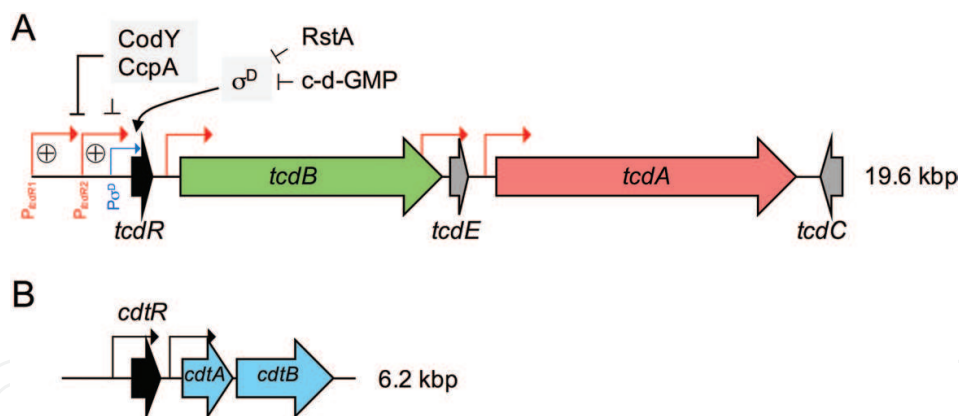 A
CodY
CcpA
RstA
σD
c-d-GMP
⊕
⊕
PtcdR1
PtcdR2
PσD
tcdB
tcdA
19.6 kbp
tcdR
tcdE
tcdC
B
cdtR
cdtA
cdtB
6.2 kbp